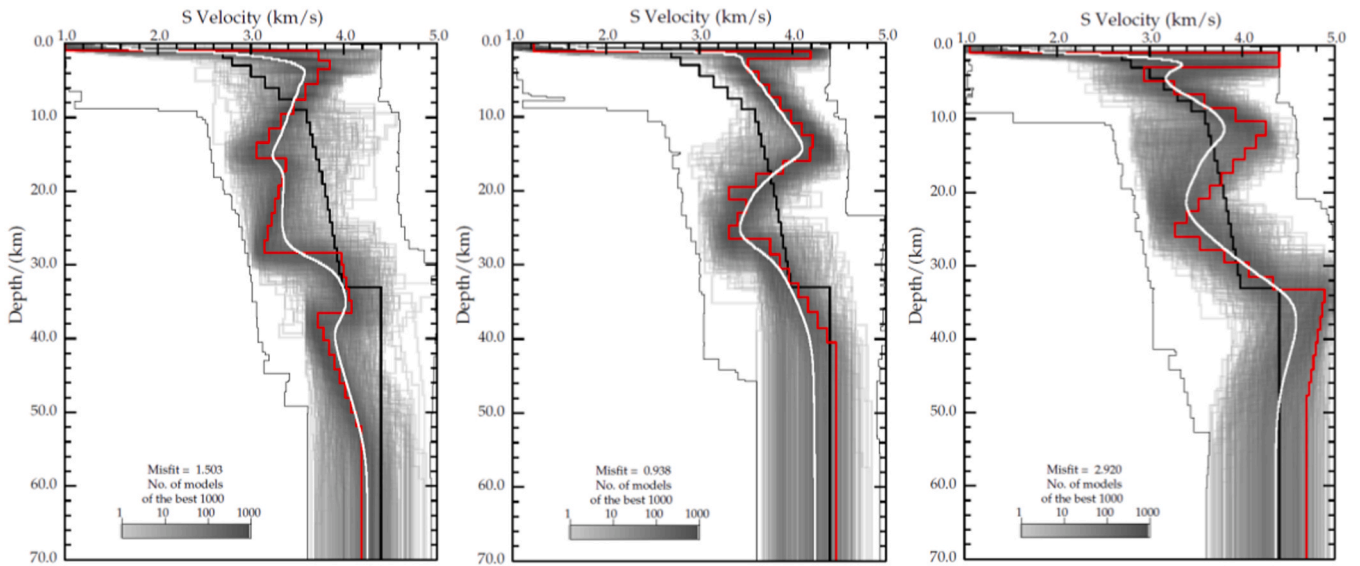 S Velocity (km/s)
1.0 2.0 3.0 4.0 5.0
0.0
10.0
20.0
30.0
40.0
50.0
60.0
70.0
Depth/(km)
Misfit = 1.503
No. of models
of the best 1000
1 10 100 1000
S Velocity (km/s)
1.0 2.0 3.0 4.0 5.0
0.0
10.0
20.0
30.0
40.0
50.0
60.0
70.0
Depth/(km)
Misfit = 0.938
No. of models
of the best 1000
1 10 100 1000
S Velocity (km/s)
1.0 2.0 3.0 4.0 5.0
0.0
10.0
20.0
30.0
40.0
50.0
60.0
70.0
Depth/(km)
Misfit = 2.920
No. of models
of the best 1000
1 10 100 1000